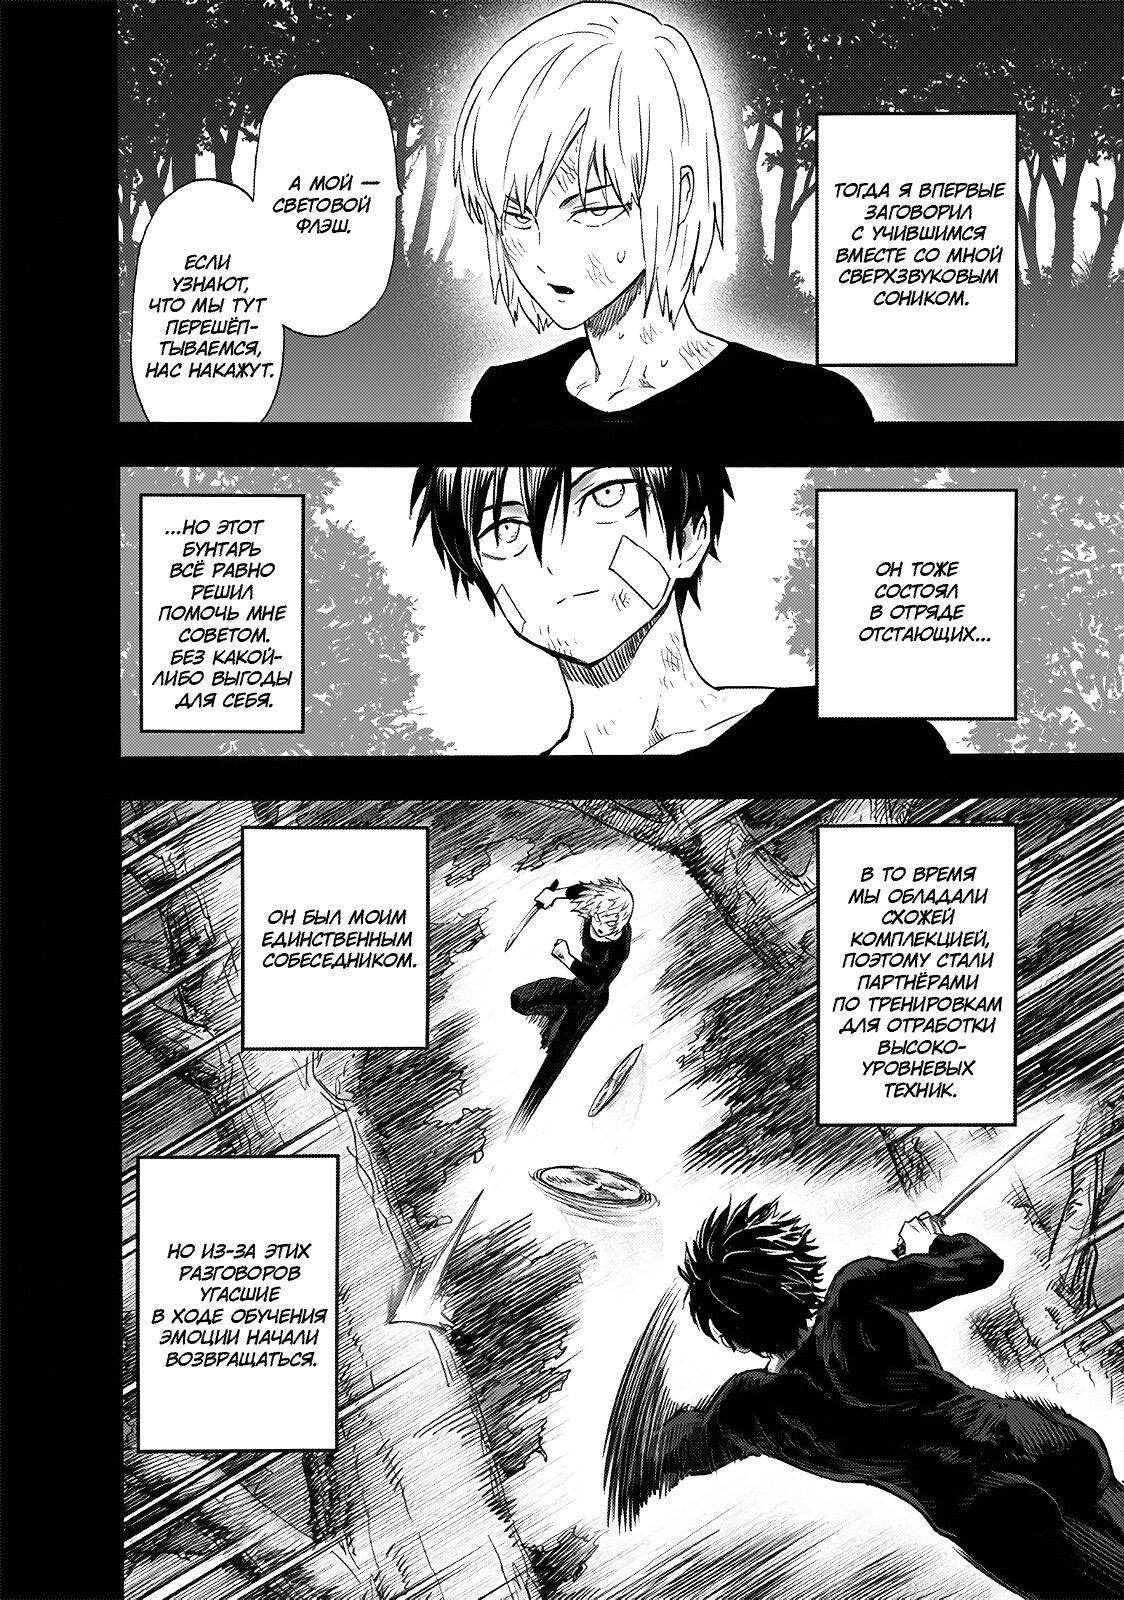 ТОГДА Я ВПЕРВЫЕ
ЗАГОВОРИЛ
С УЧИВШИМСЯ
ВМЕСТЕ СО МНОЙ
СВЕРХЗВУКОВЫМ
СОНИКОМ.
А МОЙ —
СВЕТОВОЙ
ФЛЭШ.
ЕСЛИ
УЗНАЮТ,
ЧТО МЫ ТУТ
ПЕРЕШЁП-
ТЫВАЕМСЯ,
НАС НАКАЖУТ.
ОН ТОЖЕ
СОСТОЯЛ
В ОТРЯДЕ
ОТСТАЮЩИХ...
...НО ЭТОТ
БУНТАРЬ
ВСЁ РАВНО
РЕШИЛ
ПОМОЧЬ МНЕ
СОВЕТОМ.
БЕЗ КАКОЙ-
ЛИБО ВЫГОДЫ
ДЛЯ СЕБЯ.
В ТО ВРЕМЯ
МЫ ОБЛАДАЛИ
СХОЖЕЙ
КОМПЛЕКЦИЕЙ,
ПОЭТОМУ СТАЛИ
ПАРТНЁРАМИ
ПО ТРЕНИРОВКАМ
ДЛЯ ОТРАБОТКИ
ВЫСОКО-
УРОВНЕВЫХ
ТЕХНИК.
ОН БЫЛ МОИМ
ЕДИНСТВЕННЫМ
СОБЕСЕДНИКОМ.
НО ИЗ-ЗА ЭТИХ
РАЗГОВОРОВ
УГАСШИЕ
В ХОДЕ ОБУЧЕНИЯ
ЭМОЦИИ НАЧАЛИ
ВОЗВРАЩАТЬСЯ.